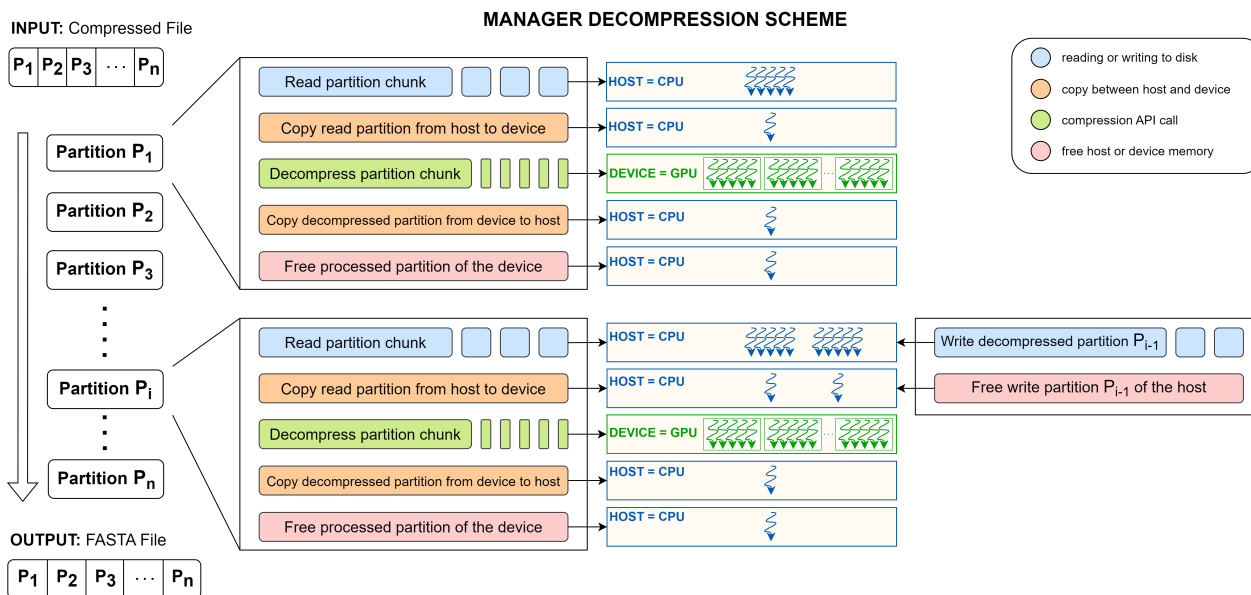 MANAGER DECOMPRESSION SCHEME
INPUT: Compressed File
P1 P2 P3 ... Pn
Partition P1
Partition P2
Partition P3
Partition Pi
Partition Pn
OUTPUT: FASTA File
P1 P2 P3 ... Pn
Read partition chunk
HOST = CPU
Copy read partition from host to device
HOST = CPU
Decompress partition chunk
DEVICE = GPU
...
Copy decompressed partition from device to host
HOST = CPU
Free processed partition of the device
HOST = CPU
Read partition chunk
HOST = CPU
Write decompressed partition Pi-1
Copy read partition from host to device
HOST = CPU
Free write partition Pi-1 of the host
Decompress partition chunk
DEVICE = GPU
...
Copy decompressed partition from device to host
HOST = CPU
Free processed partition of the device
HOST = CPU
reading or writing to disk
copy between host and device
compression API call
free host or device memory